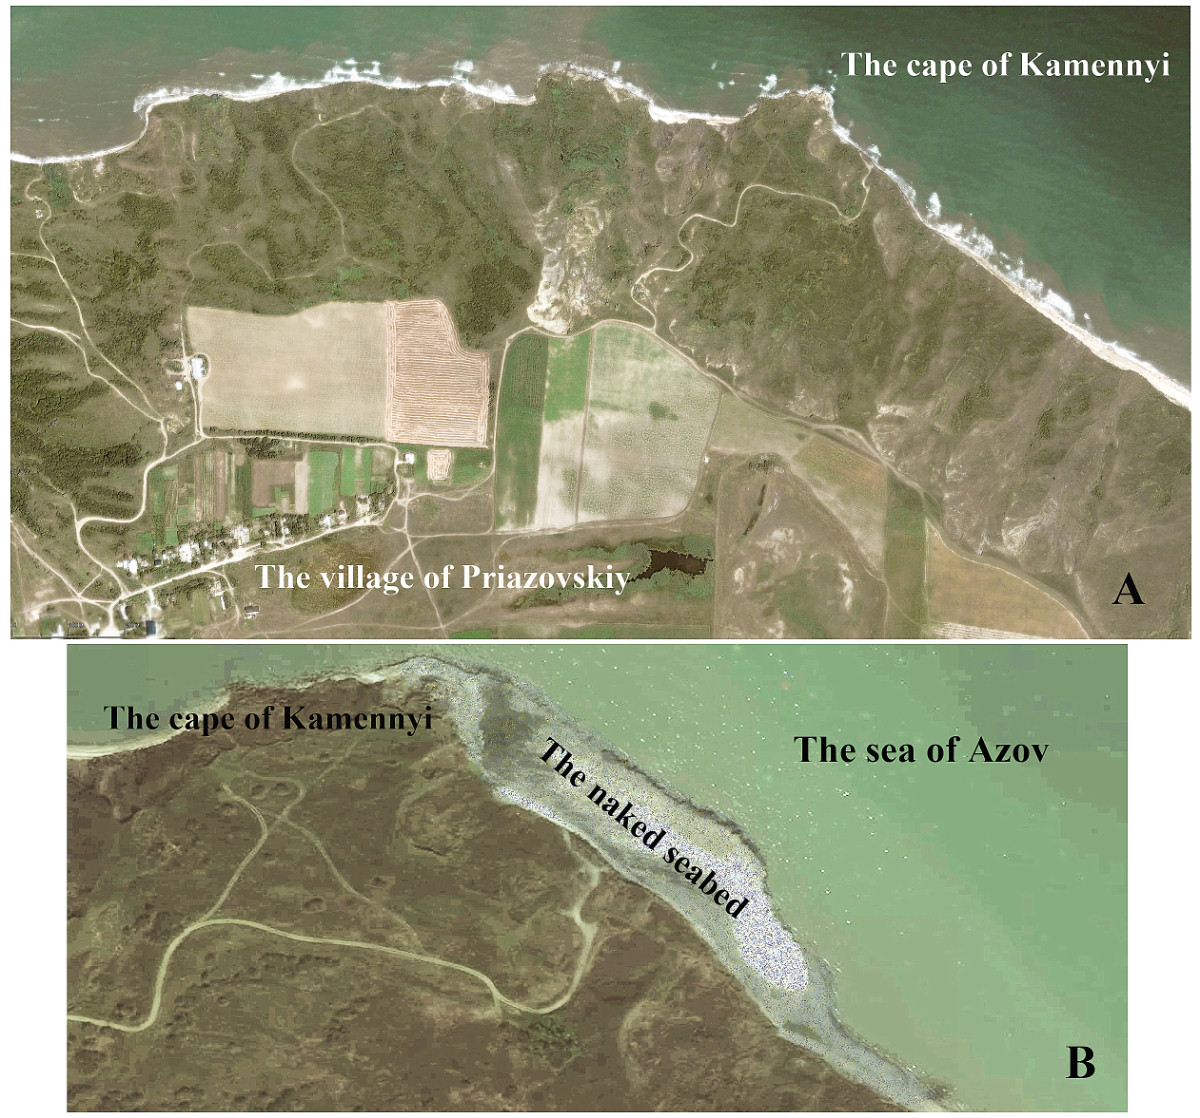 The cape of Kamennyi
The village of Priazovskiy
A
The cape of Kamennyi
The sea of Azov
The naked seabed
B